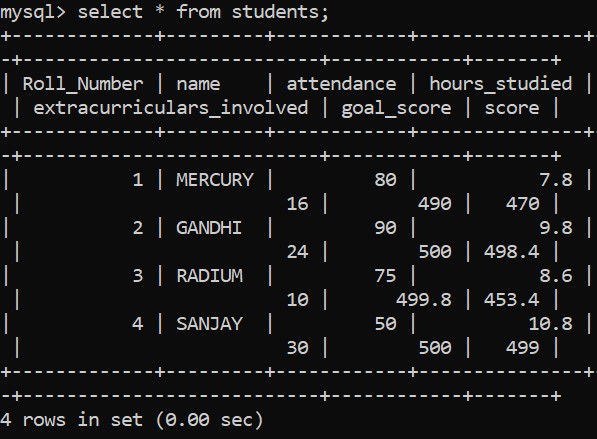 mysql> select * from students;
+-------------+---------+------------+---------------+
-+---------------------------+------------+-------+
| Roll_Number | name    | attendance | hours_studied |
 | extracurriculars_involved | goal_score | score |
+-------------+---------+------------+---------------+
-+---------------------------+------------+-------+
|           1 | MERCURY |         80 |           7.8 |
 |                        16 |        490 |   470 |
|           2 | GANDHI  |         90 |           9.8 |
 |                        24 |        500 | 498.4 |
|           3 | RADIUM  |         75 |           8.6 |
 |                        10 |      499.8 | 453.4 |
|           4 | SANJAY  |         50 |          10.8 |
 |                        30 |        500 |   499 |
+-------------+---------+------------+---------------+
-+---------------------------+------------+-------+
4 rows in set (0.00 sec)